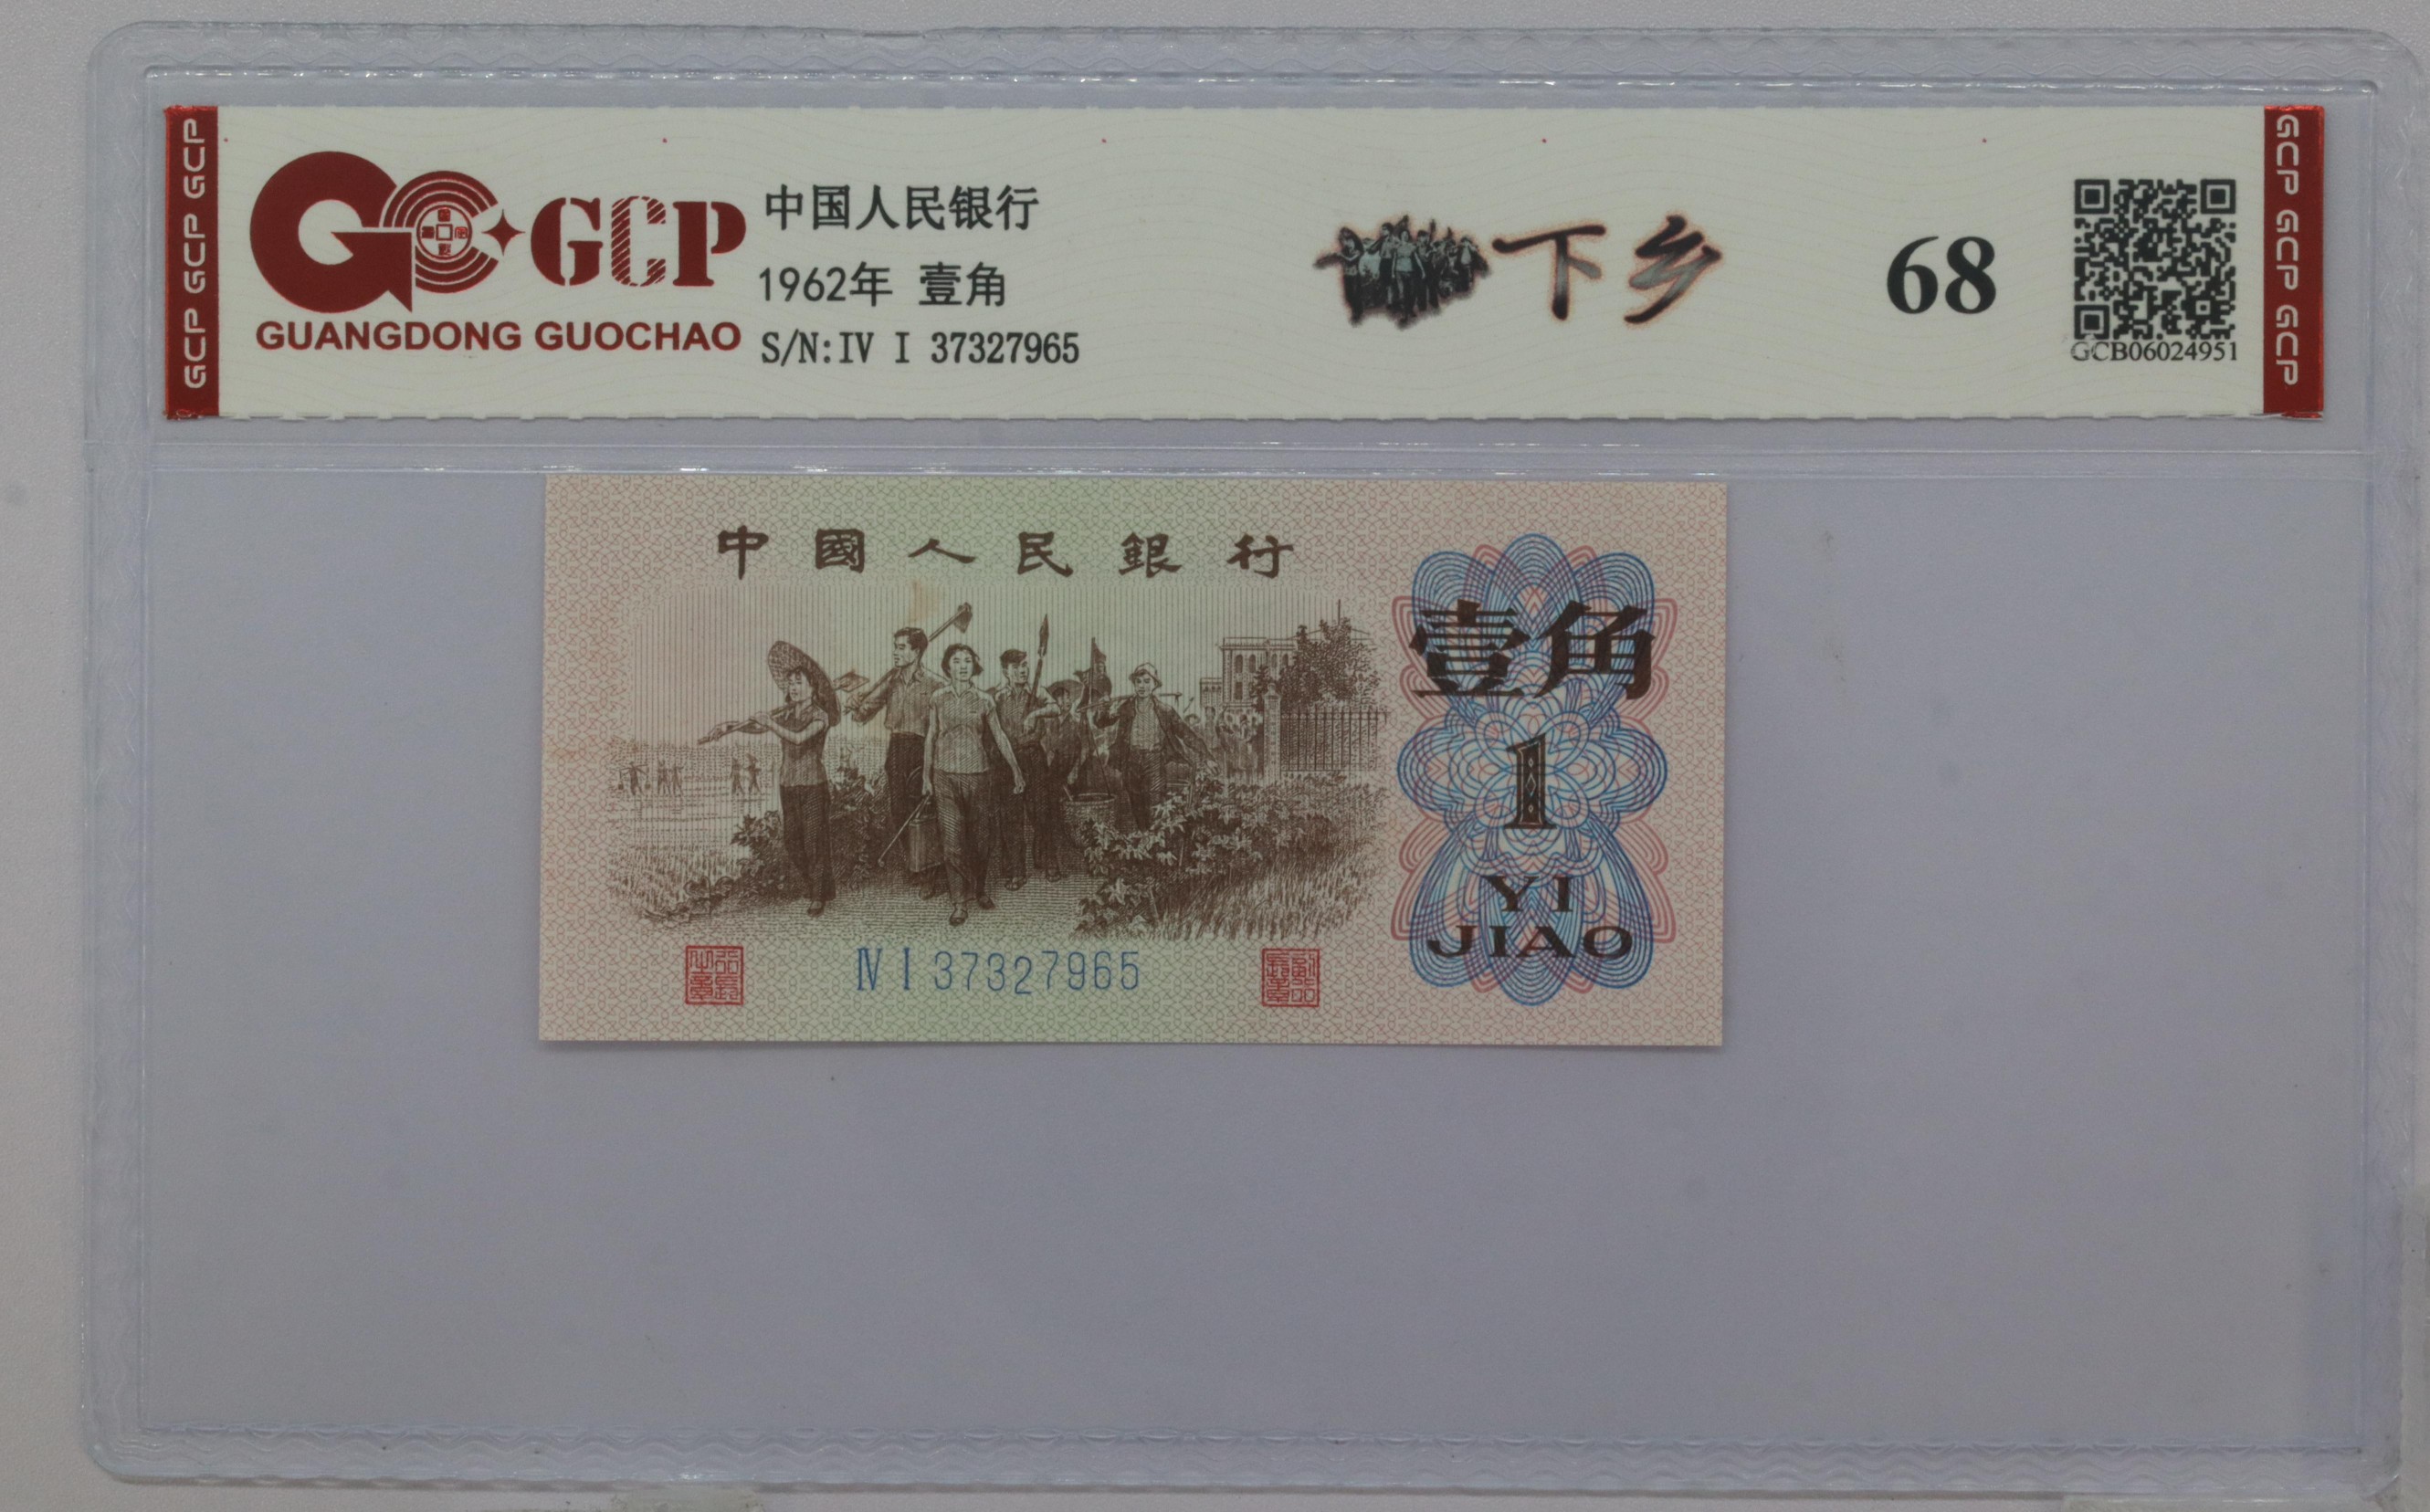 GCP GCP GCP
GCP
GUANGDONG GUOCHAO
中国人民银行
1962年 壹角
S/N:IV I 37327965
下乡
68
GCB06024951
GCP GCP GCP
中國人民銀行
壹角
1
YI
JIAO
Ⅳ Ⅰ 37327965